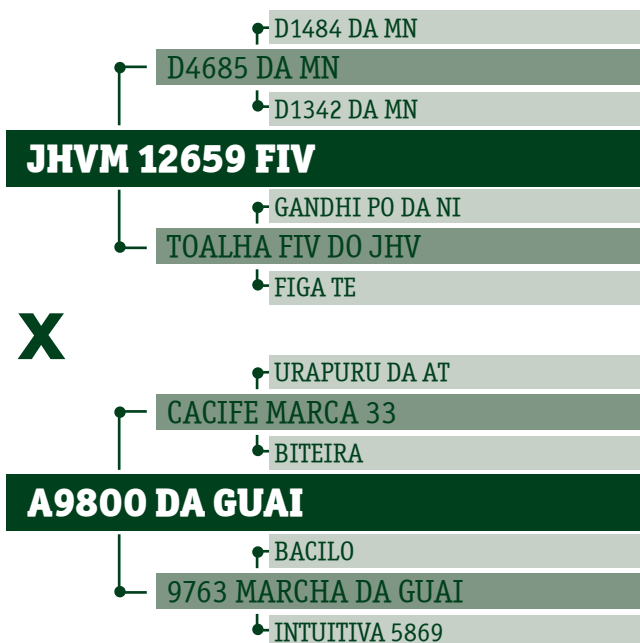 D1484 DA MN
D4685 DA MN
D1342 DA MN
JHVM 12659 FIV
GANDHI PO DA NI
TOALHA FIV DO JHV
FIGA TE
X
URAPURU DA AT
CACIFE MARCA 33
BITEIRA
A9800 DA GUAI
BACILO
9763 MARCHA DA GUAI
INTUITIVA 5869